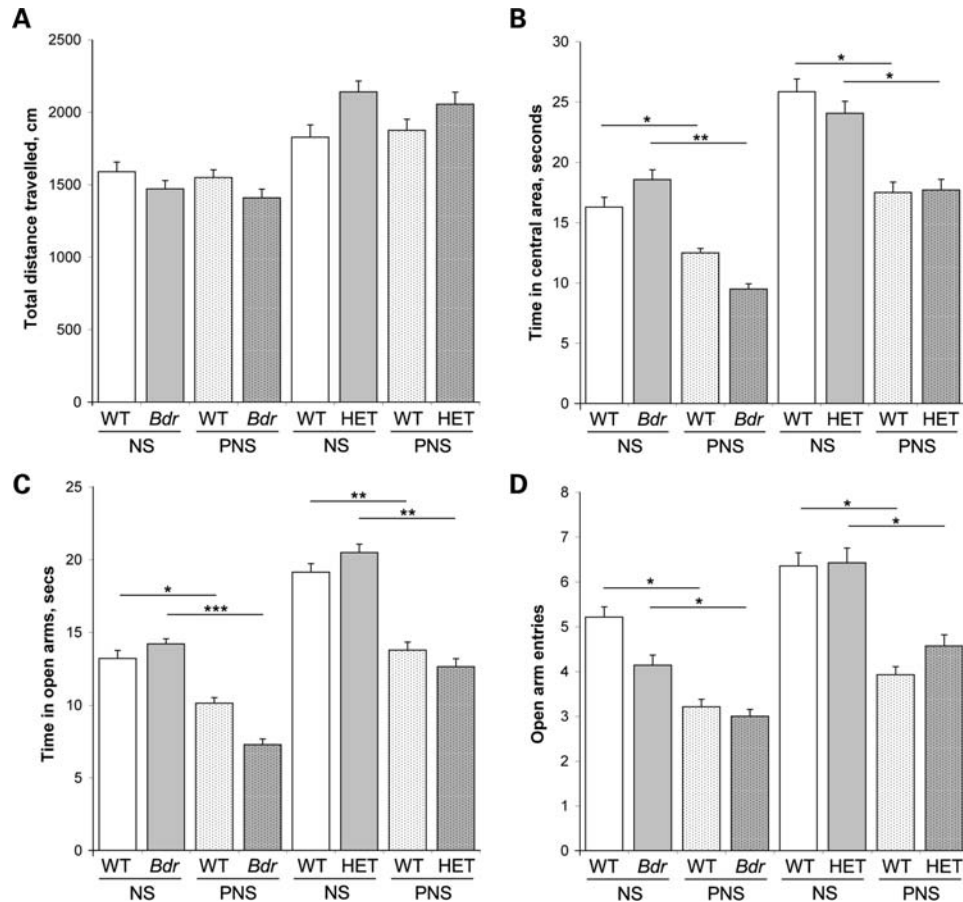 A
Total distance travelled, cm
2500
2000
1500
1000
500
0
WT Bdr WT Bdr WT HET WT HET
NS PNS NS PNS
B
Time in central area, seconds
30
25
20
15
10
5
0
* ** * *
WT Bdr WT Bdr WT HET WT HET
NS PNS NS PNS
C
Time in open arms, secs
25
20
15
10
5
0
* *** ** **
WT Bdr WT Bdr WT HET WT HET
NS PNS NS PNS
D
Open arm entries
8
7
6
5
4
3
2
1
0
* * * *
WT Bdr WT Bdr WT HET WT HET
NS PNS NS PNS